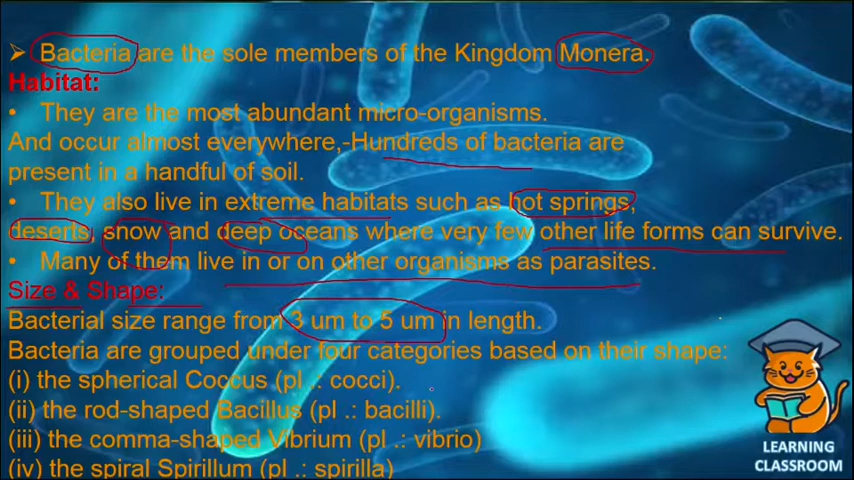 ➢ Bacteria are the sole members of the Kingdom Monera.
Habitat:
• They are the most abundant micro-organisms.
And occur almost everywhere,-Hundreds of bacteria are
present in a handful of soil.
• They also live in extreme habitats such as hot springs,
deserts, snow and deep oceans where very few other life forms can survive.
• Many of them live in or on other organisms as parasites.
Size & Shape:
Bacterial size range from 3 um to 5 um in length.
Bacteria are grouped under four categories based on their shape:
(i) the spherical Coccus (pl .: cocci).
(ii) the rod-shaped Bacillus (pl .: bacilli).
(iii) the comma-shaped Vibrium (pl .: vibrio)
(iv) the spiral Spirillum (pl .: spirilla)
LEARNING
CLASSROOM